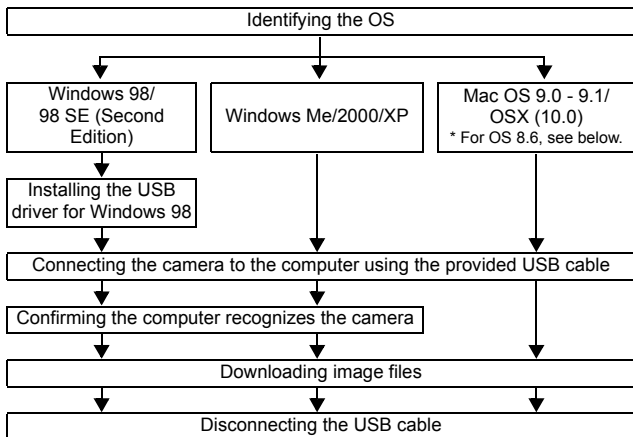 Identifying the OS
Windows 98/
98 SE (Second
Edition)
Windows Me/2000/XP
Mac OS 9.0 - 9.1/
OSX (10.0)
* For OS 8.6, see below.
Installing the USB
driver for Windows 98
Connecting the camera to the computer using the provided USB cable
Confirming the computer recognizes the camera
Downloading image files
Disconnecting the USB cable